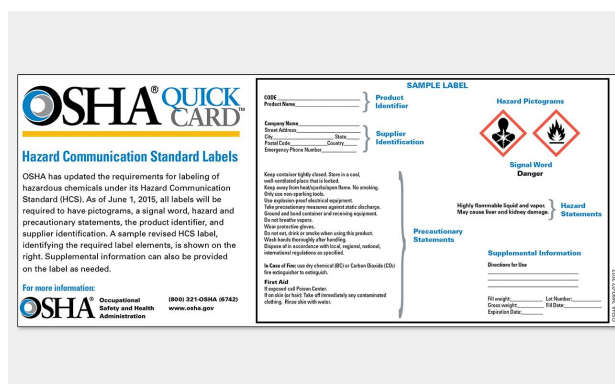 OSHA® QUICK
CARD™
Hazard Communication Standard Labels
OSHA has updated the requirements for labeling of
hazardous chemicals under its Hazard Communication
Standard (HCS). As of June 1, 2015, all labels will be
required to have pictograms, a signal word, hazard and
precautionary statements, the product identifier, and
supplier identification. A sample revised HCS label,
identifying the required label elements, is shown on the
right. Supplemental information can also be provided
on the label as needed.
For more information:
OSHA® Occupational
Safety and Health
Administration
(800) 321-OSHA (6742)
www.osha.gov
SAMPLE LABEL
CODE
Product Name
Product
Identifier
Company Name
Street Address
City State
Postal Code Country
Emergency Phone Number
Supplier
Identification
Keep container tightly closed. Store in a cool,
well-ventilated place that is locked.
Keep away from heat/sparks/open flame. No smoking.
Only use non-sparking tools.
Use explosion-proof electrical equipment.
Take precautionary measures against static discharge.
Ground and bond container and receiving equipment.
Do not breathe vapors.
Wear protective gloves.
Do not eat, drink or smoke when using this product.
Wash hands thoroughly after handling.
Dispose of in accordance with local, regional, national,
international regulations as specified.
In Case of Fire: use dry chemical (BC) or Carbon Dioxide (CO₂)
fire extinguisher to extinguish.
First Aid
If exposed call Poison Center.
If on skin (or hair): Take off immediately any contaminated
clothing. Rinse skin with water.
Precautionary
Statements
Hazard Pictograms
Signal Word
Danger
Highly flammable liquid and vapor.
May cause liver and kidney damage.
Hazard
Statements
Supplemental Information
Directions for Use
Fill weight: Lot Number:
Gross weight: Fill Date:
Expiration Date: